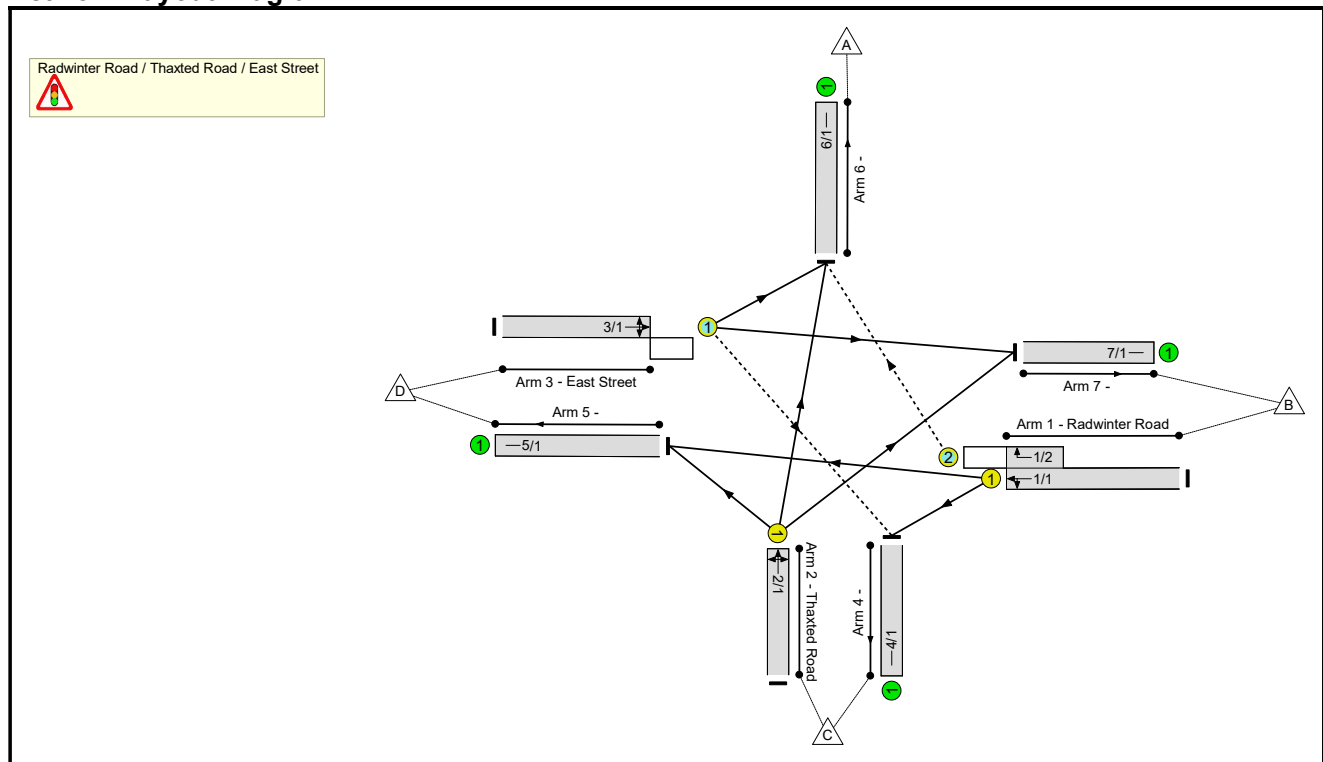 A
Radwinter Road / Thaxted Road / East Street
1
6/1
Arm 6 -
3/1
1
7/1
1
Arm 3 - East Street
Arm 7 -
D
B
Arm 5 -
Arm 1 - Radwinter Road
1
5/1
2
1/2
1
1/1
1
2/1
Arm 2 - Thaxted Road
Arm 4 -
4/1
1
C